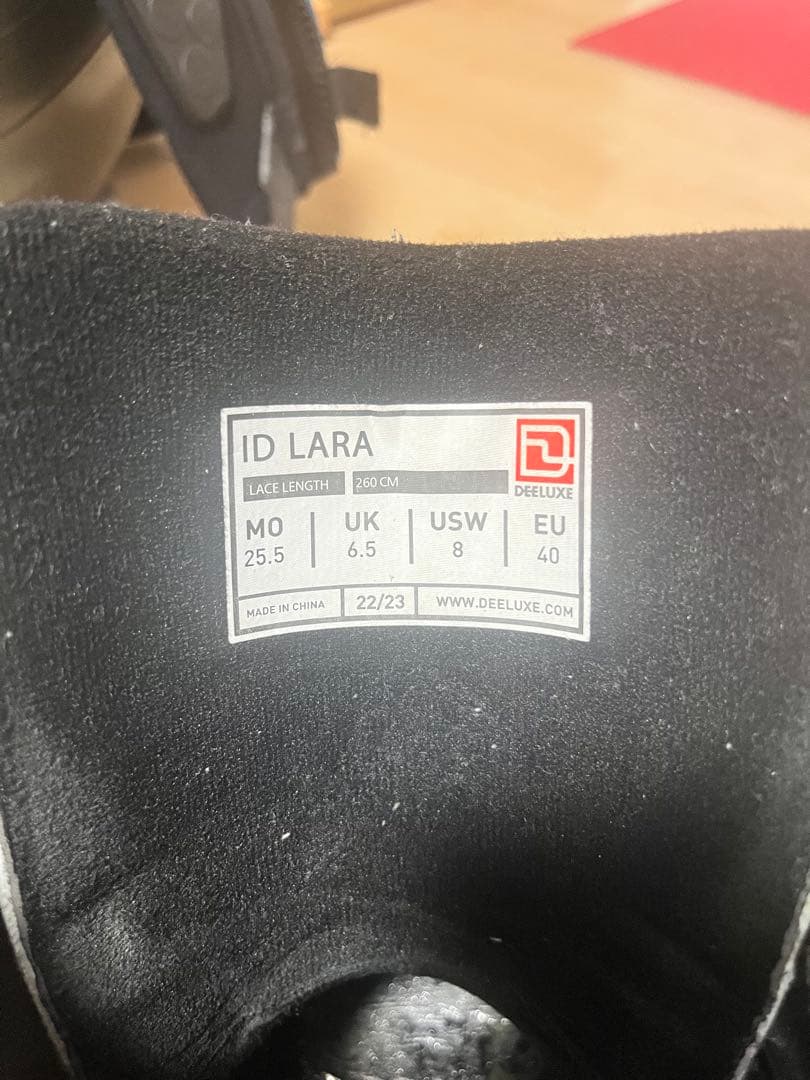 ID LARA
DEELUXE
LACE LENGTH 260 CM
MO UK USW EU
25.5 6.5 8 40
MADE IN CHINA 22/23 WWW.DEELUXE.COM